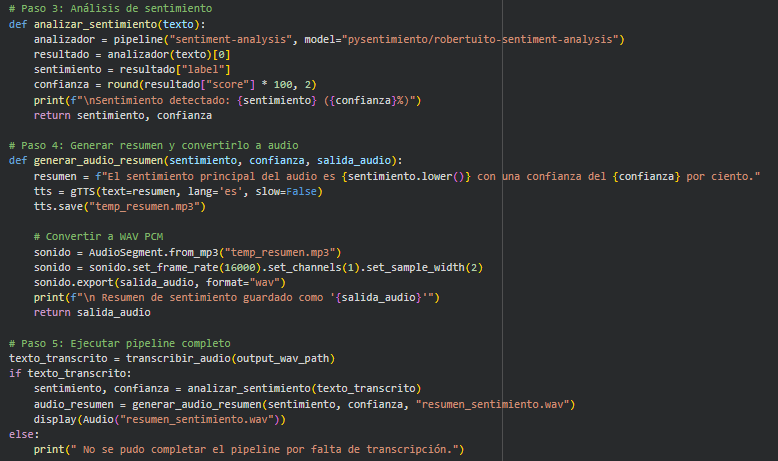 # Paso 3: Análisis de sentimiento
def analizar_sentimiento(texto):
    analizador = pipeline("sentiment-analysis", model="pysentimiento/robertuito-sentiment-analysis")
    resultado = analizador(texto)[0]
    sentimiento = resultado["label"]
    confianza = round(resultado["score"] * 100, 2)
    print(f"\nSentimiento detectado: {sentimiento} ({confianza}%)")
    return sentimiento, confianza

# Paso 4: Generar resumen y convertirlo a audio
def generar_audio_resumen(sentimiento, confianza, salida_audio):
    resumen = f"El sentimiento principal del audio es {sentimiento.lower()} con una confianza del {confianza} por ciento."
    tts = gTTS(text=resumen, lang='es', slow=False)
    tts.save("temp_resumen.mp3")

    # Convertir a WAV PCM
    sonido = AudioSegment.from_mp3("temp_resumen.mp3")
    sonido = sonido.set_frame_rate(16000).set_channels(1).set_sample_width(2)
    sonido.export(salida_audio, format="wav")
    print(f"\n Resumen de sentimiento guardado como '{salida_audio}'")
    return salida_audio

# Paso 5: Ejecutar pipeline completo
texto_transcrito = transcribir_audio(output_wav_path)
if texto_transcrito:
    sentimiento, confianza = analizar_sentimiento(texto_transcrito)
    audio_resumen = generar_audio_resumen(sentimiento, confianza, "resumen_sentimiento.wav")
    display(Audio("resumen_sentimiento.wav"))
else:
    print(" No se pudo completar el pipeline por falta de transcripción.")